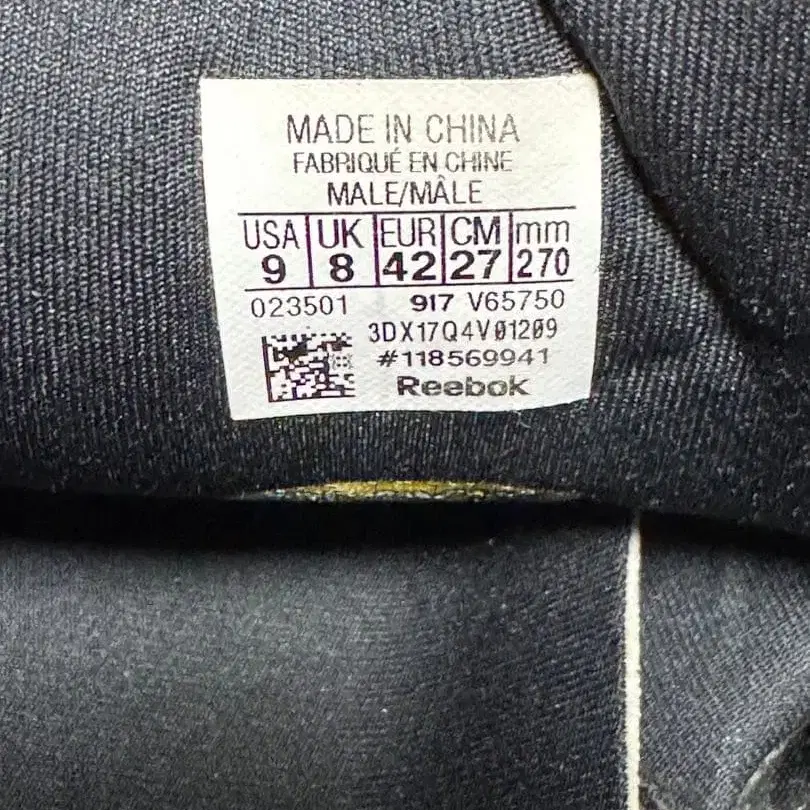 MADE IN CHINA
FABRIQUÉ EN CHINE
MALE/MÂLE
USA UK EUR CM mm
9 8 42 27 270
023501 917 V65750
3DX17Q4V01209
#118569941
Reebok